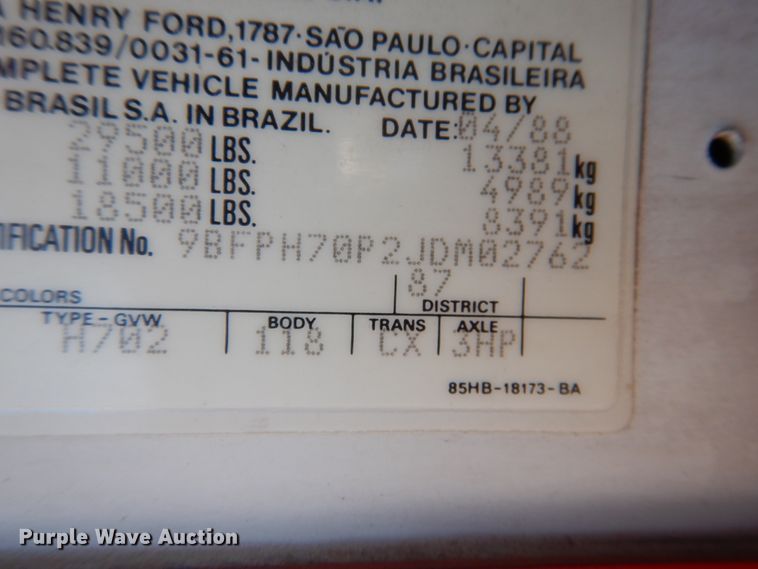 HENRY FORD, 1787·SÃO PAULO·CAPITAL
160.839/0031-61-INDÚSTRIA BRASILEIRA
MPLETE VEHICLE MANUFACTURED BY
BRASIL S.A. IN BRAZIL. DATE: 04/88
29500 LBS. 13381 kg
11000 LBS. 4989 kg
18500 LBS. 8391 kg
IFICATION No. 9BFPH70P2JDM02762
87
COLORS DISTRICT
TYPE-GVW BODY TRANS AXLE
H702 118 CX 3HP
85HB-18173-BA
Purple Wave Auction